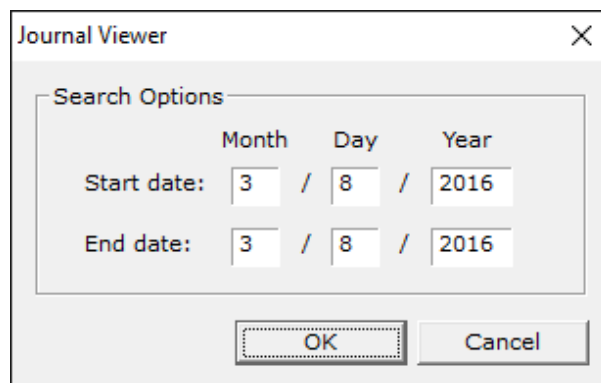 Journal Viewer
Search Options
Month Day Year
Start date: 3 / 8 / 2016
End date: 3 / 8 / 2016
OK Cancel